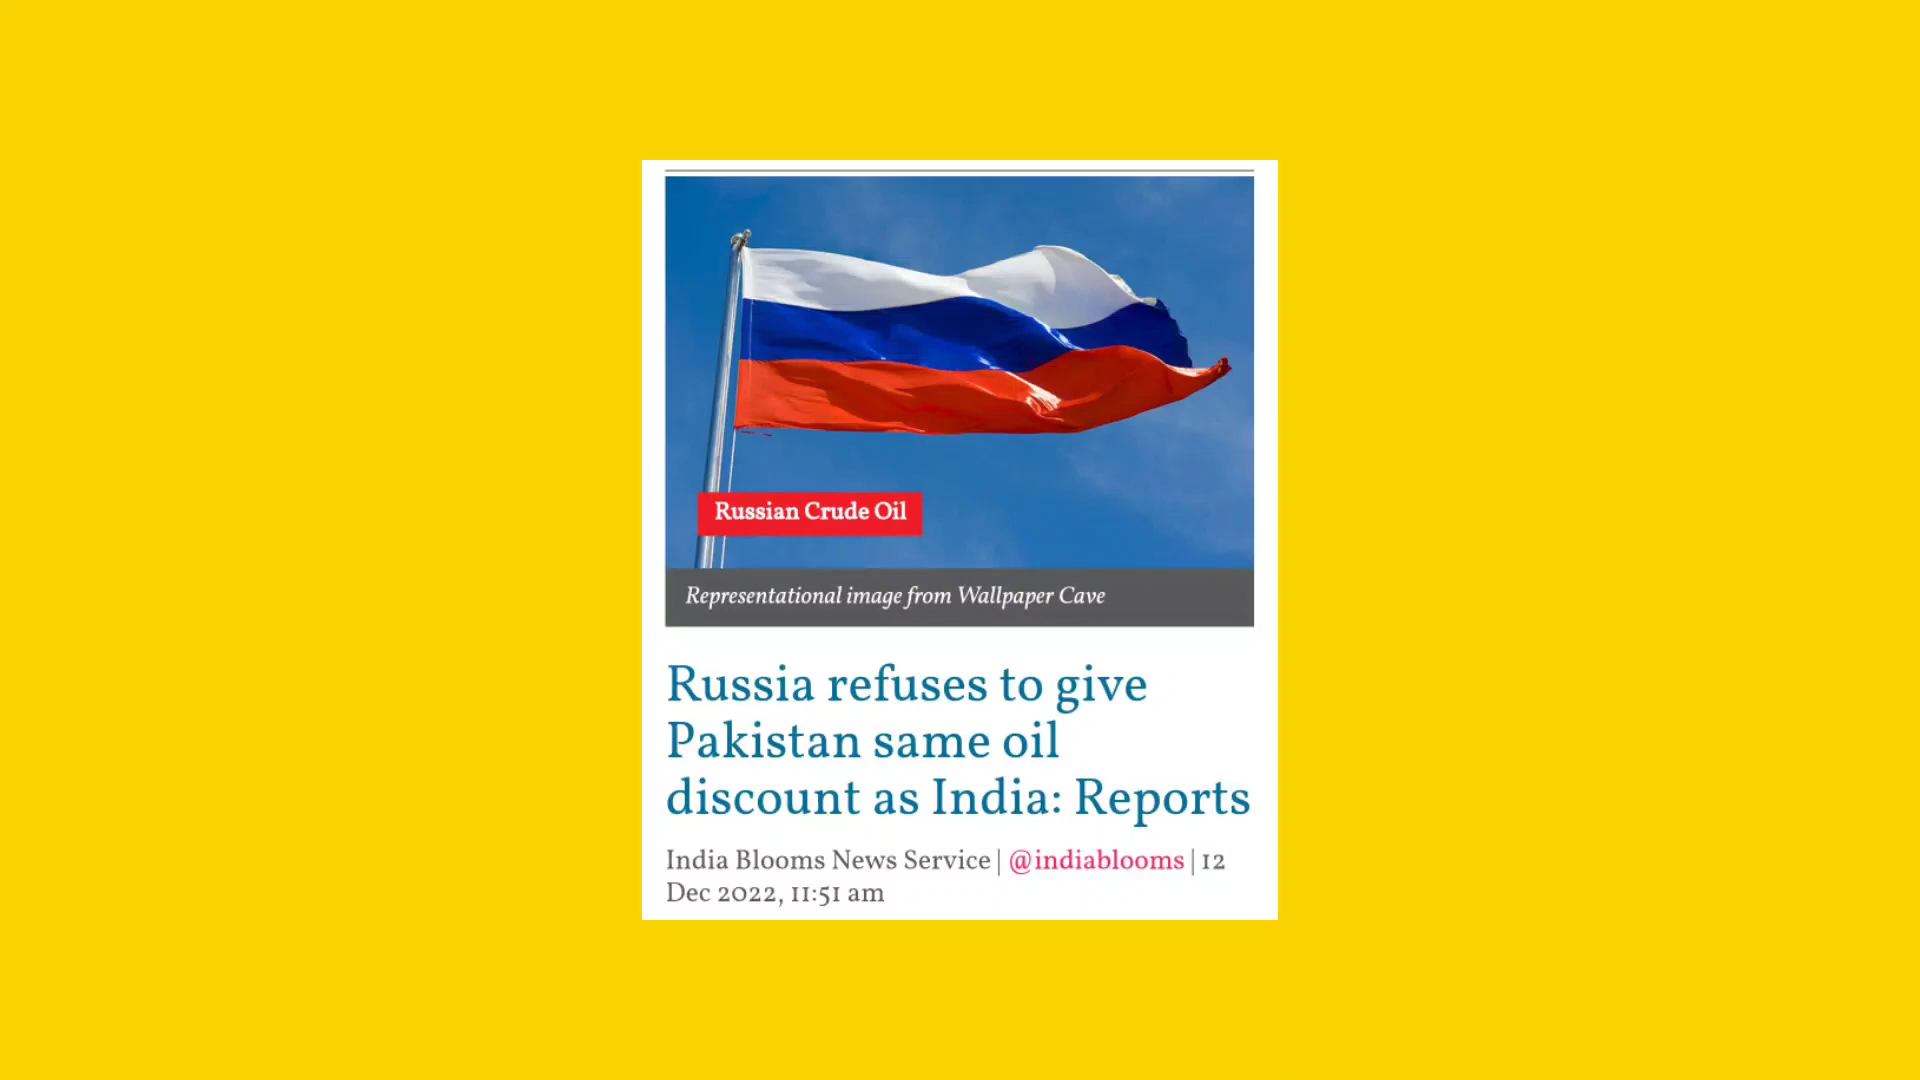 Russian Crude Oil
Representational image from Wallpaper Cave
Russia refuses to give
Pakistan same oil
discount as India: Reports
India Blooms News Service | @indiablooms | 12
Dec 2022, 11:51 am